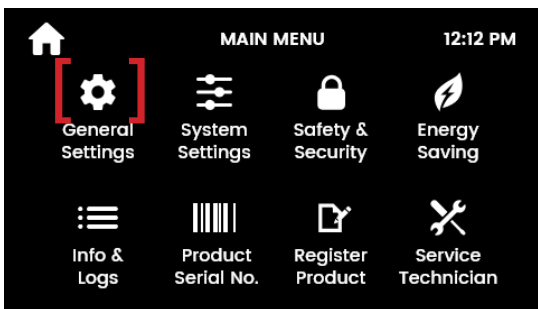 MAIN MENU 12:12 PM
General Settings
System Settings
Safety & Security
Energy Saving
Info & Logs
Product Serial No.
Register Product
Service Technician